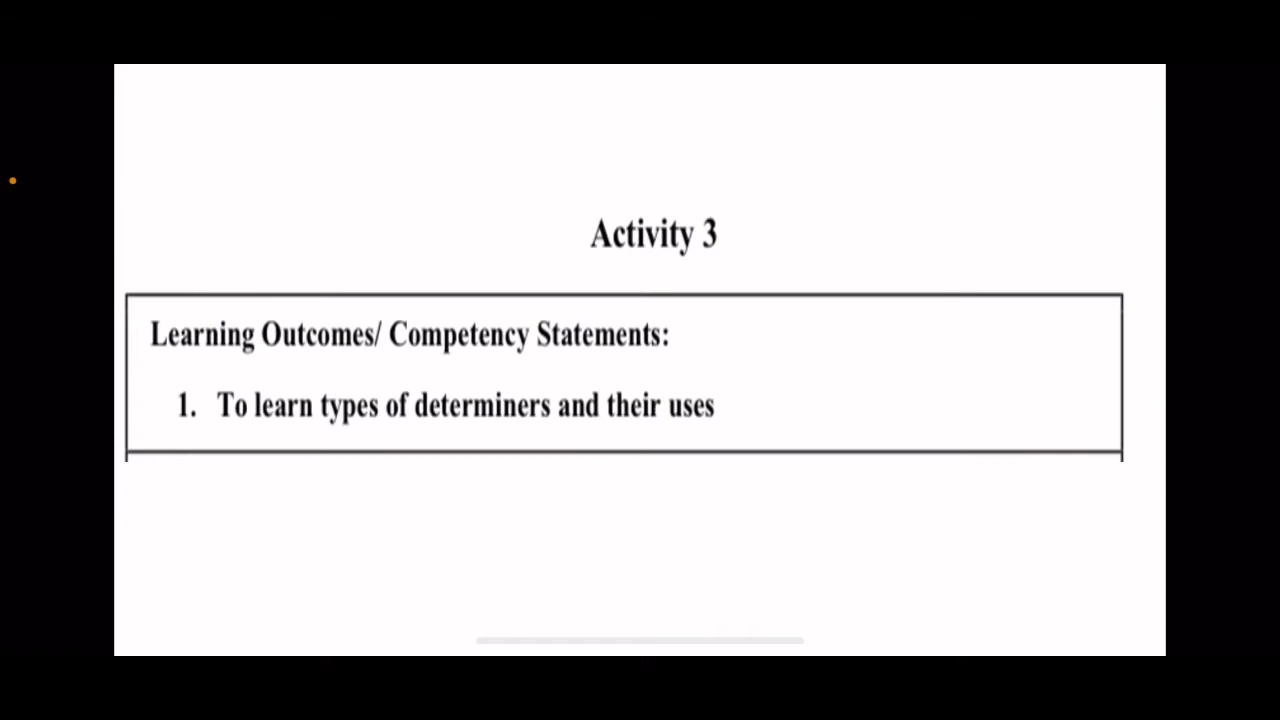 Activity 3
Learning Outcomes/ Competency Statements:
1. To learn types of determiners and their uses